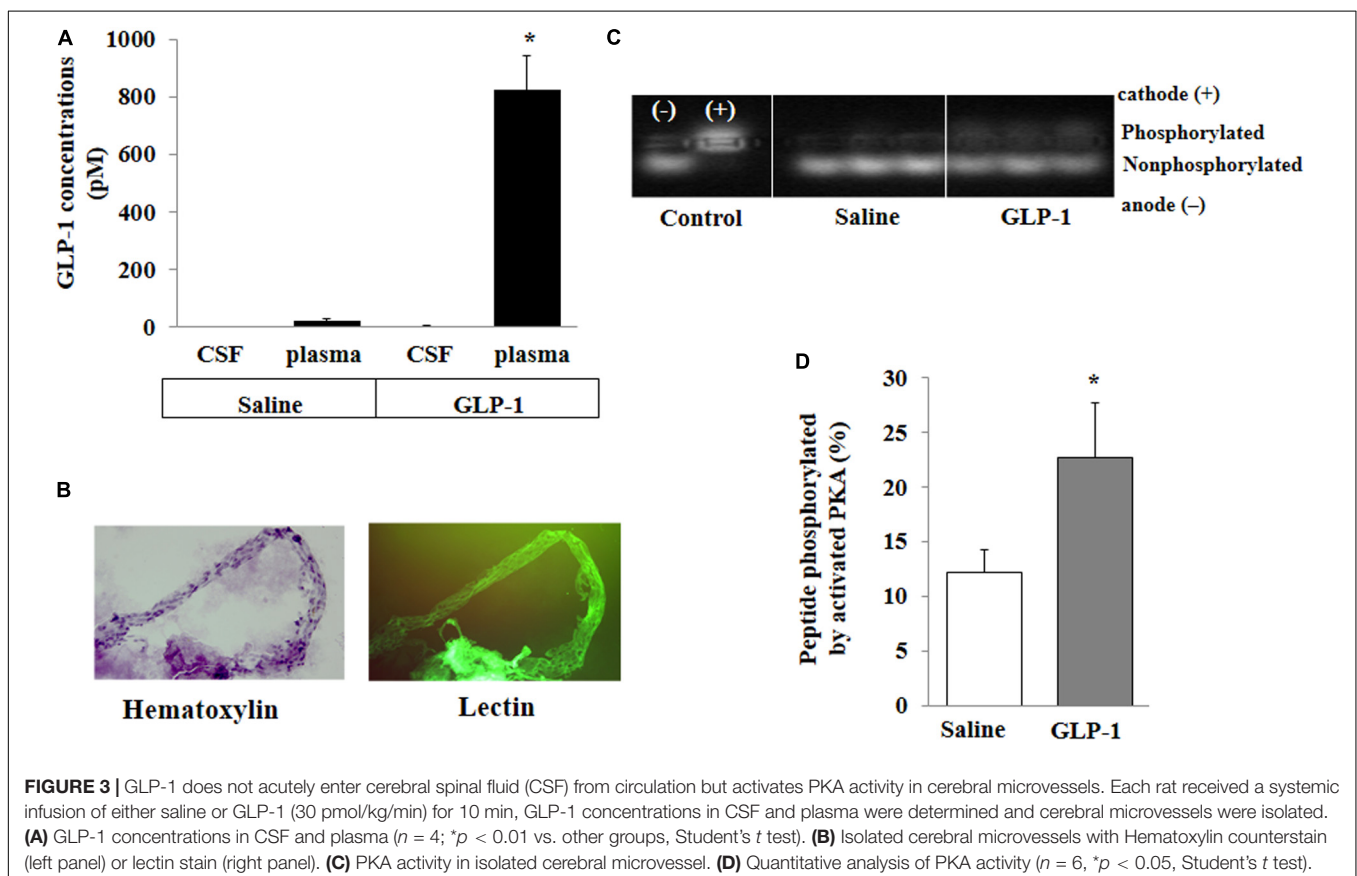 A
1000
800
600
400
200
0
GLP-1 concentrations
(pM)
*
CSF plasma CSF plasma
Saline GLP-1
B
Hematoxylin
Lectin
C
(-) (+)
cathode (+)
Phosphorylated
Nonphosphorylated
anode (–)
Control Saline GLP-1
D
30
25
20
15
10
5
0
Peptide phosphorylated
by activated PKA (%)
*
Saline GLP-1
FIGURE 3 | GLP-1 does not acutely enter cerebral spinal fluid (CSF) from circulation but activates PKA activity in cerebral microvessels. Each rat received a systemic
infusion of either saline or GLP-1 (30 pmol/kg/min) for 10 min, GLP-1 concentrations in CSF and plasma were determined and cerebral microvessels were isolated.
(A) GLP-1 concentrations in CSF and plasma (n = 4; *p < 0.01 vs. other groups, Student's t test). (B) Isolated cerebral microvessels with Hematoxylin counterstain
(left panel) or lectin stain (right panel). (C) PKA activity in isolated cerebral microvessel. (D) Quantitative analysis of PKA activity (n = 6, *p < 0.05, Student's t test).